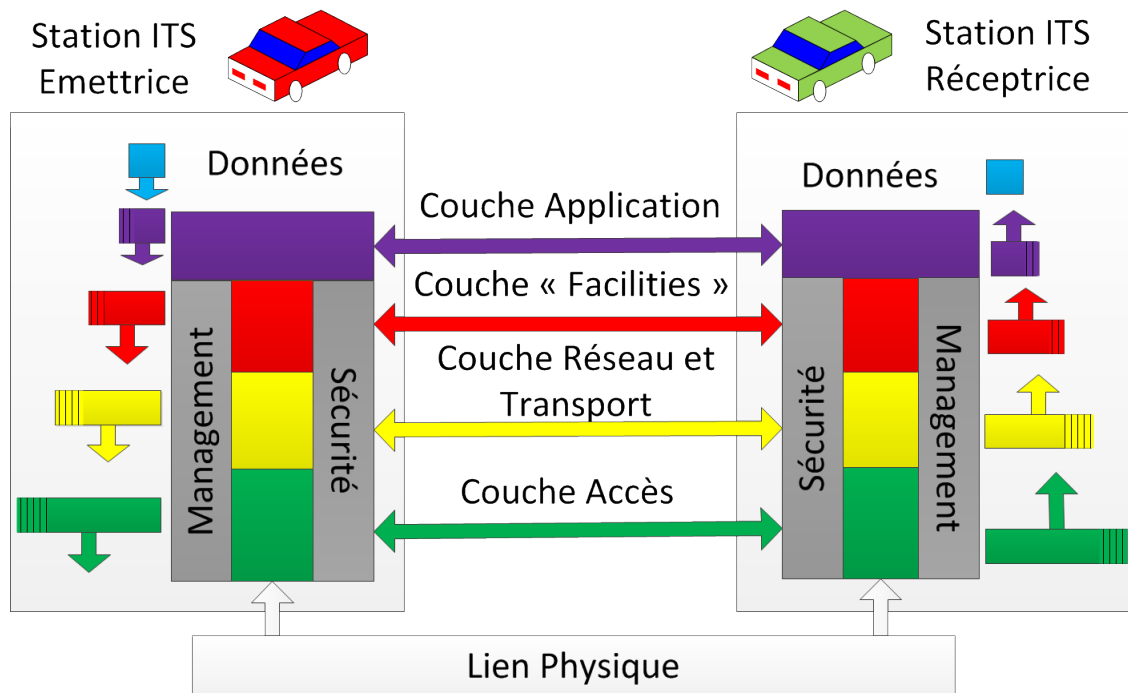 Station ITS
Emettrice
Station ITS
Réceptrice
Données
Données
Couche Application
Couche « Facilities »
Couche Réseau et
Transport
Couche Accès
Management
Sécurité
Sécurité
Management
Lien Physique